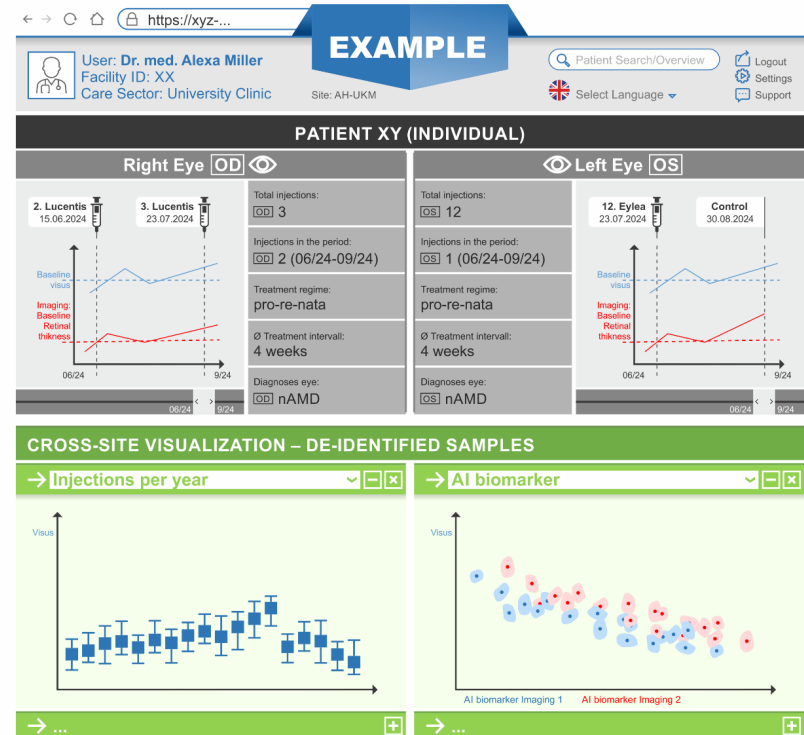 https://xyz-...
EXAMPLE
User: Dr. med. Alexa Miller
Facility ID: XX
Care Sector: University Clinic
Site: AH-UKM
Patient Search/Overview
Select Language
Logout
Settings
Support
PATIENT XY (INDIVIDUAL)
Right Eye OD
2. Lucentis
15.06.2024
3. Lucentis
23.07.2024
Baseline
visus
Imaging:
Baseline
Retinal
thikness
06/24
9/24
06/24
9/24
Total injections:
OD 3
Injections in the period:
OD 2 (06/24-09/24)
Treatment regime:
pro-re-nata
Ø Treatment intervall:
4 weeks
Diagnoses eye:
OD nAMD
Left Eye OS
Total injections:
OS 12
Injections in the period:
OS 1 (06/24-09/24)
Treatment regime:
pro-re-nata
Ø Treatment intervall:
4 weeks
Diagnoses eye:
OS nAMD
12. Eylea
23.07.2024
Control
30.08.2024
Baseline
visus
Imaging:
Baseline
Retinal
thikness
06/24
9/24
06/24
9/24
CROSS-SITE VISUALIZATION – DE-IDENTIFIED SAMPLES
Injections per year
Visus
...
AI biomarker
Visus
AI biomarker Imaging 1
AI biomarker Imaging 2
...